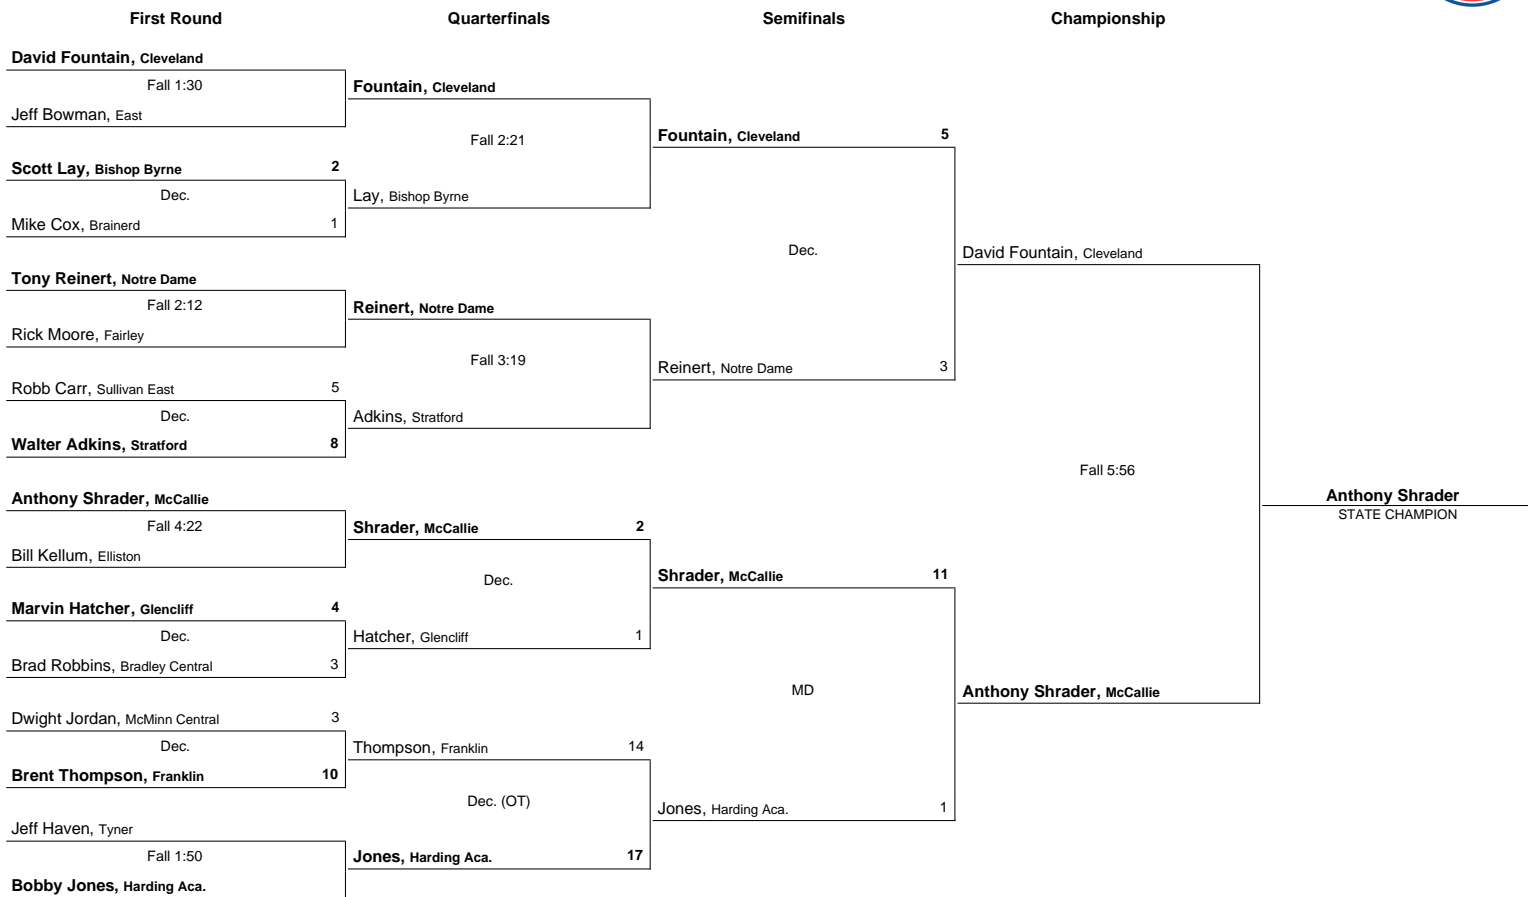 First Round
Quarterfinals
Semifinals
Championship
David Fountain, Cleveland
Fall 1:30
Jeff Bowman, East
Scott Lay, Bishop Byrne 2
Dec.
Mike Cox, Brainerd 1
Tony Reinert, Notre Dame
Fall 2:12
Rick Moore, Fairley
Robb Carr, Sullivan East 5
Dec.
Walter Adkins, Stratford 8
Anthony Shrader, McCallie
Fall 4:22
Bill Kellum, Elliston
Marvin Hatcher, Glencliff 4
Dec.
Brad Robbins, Bradley Central 3
Dwight Jordan, McMinn Central 3
Dec.
Brent Thompson, Franklin 10
Jeff Haven, Tyner
Fall 1:50
Bobby Jones, Harding Aca.
Fountain, Cleveland
Fall 2:21
Lay, Bishop Byrne
Reinert, Notre Dame
Fall 3:19
Adkins, Stratford
Shrader, McCallie 2
Dec.
Hatcher, Glencliff 1
Thompson, Franklin 14
Dec. (OT)
Jones, Harding Aca. 17
Fountain, Cleveland 5
Dec.
Reinert, Notre Dame 3
Shrader, McCallie 11
MD
Jones, Harding Aca. 1
David Fountain, Cleveland
Fall 5:56
Anthony Shrader, McCallie
Anthony Shrader
STATE CHAMPION